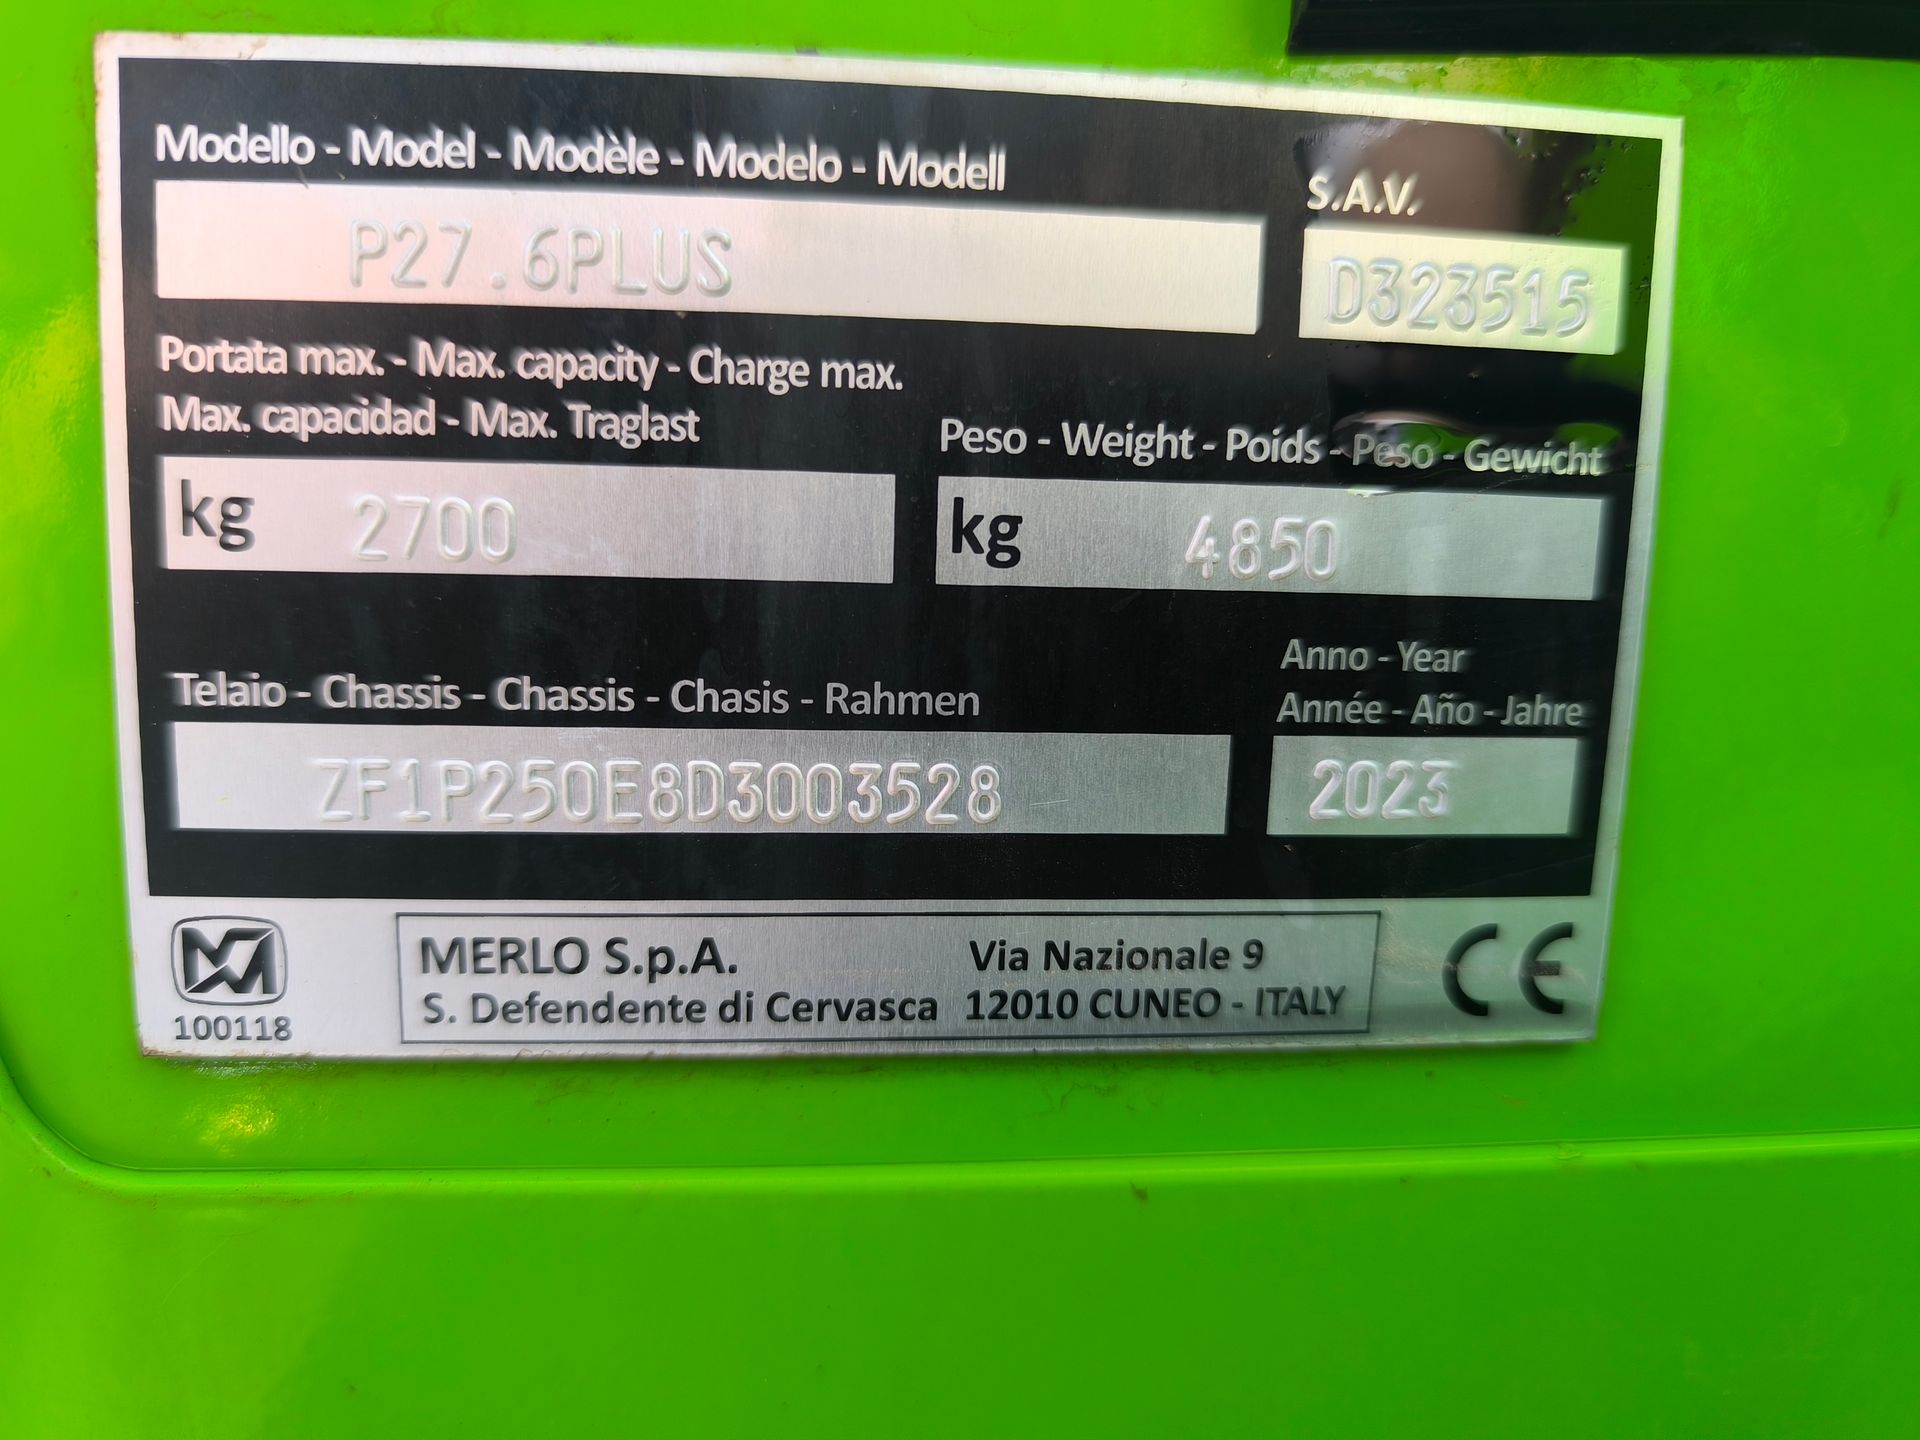 Modello - Model - Modèle - Modelo - Modell
S.A.V.
P27.6PLUS
D323515
Portata max. - Max. capacity - Charge max.
Max. capacidad - Max. Traglast
Peso - Weight - Poids - Peso - Gewicht
kg 2700
kg 4850
Telaio - Chassis - Chassis - Chasis - Rahmen
Anno - Year
Année - Año - Jahre
ZF1P250E8D3003528
2023
100118
MERLO S.p.A. Via Nazionale 9
S. Defendente di Cervasca 12010 CUNEO - ITALY
CE